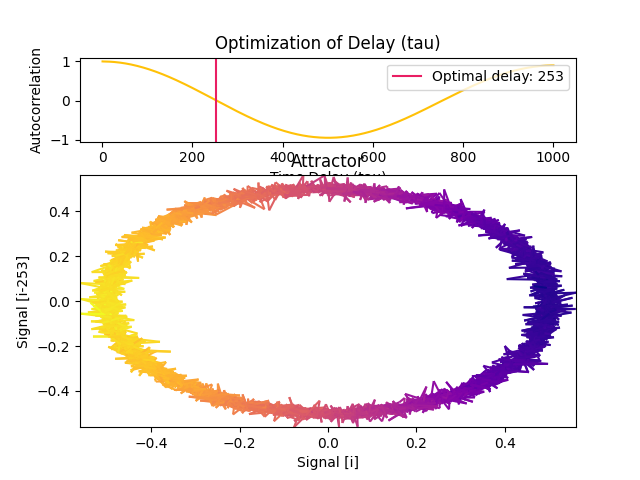 Optimization of Delay (tau)
Autocorrelation
1
0
−1
Optimal delay: 253
0
200
400
600
800
1000
Time Delay (tau)
Attractor
Signal [i-253]
0.4
0.2
0.0
−0.2
−0.4
−0.4
−0.2
0.0
0.2
0.4
Signal [i]